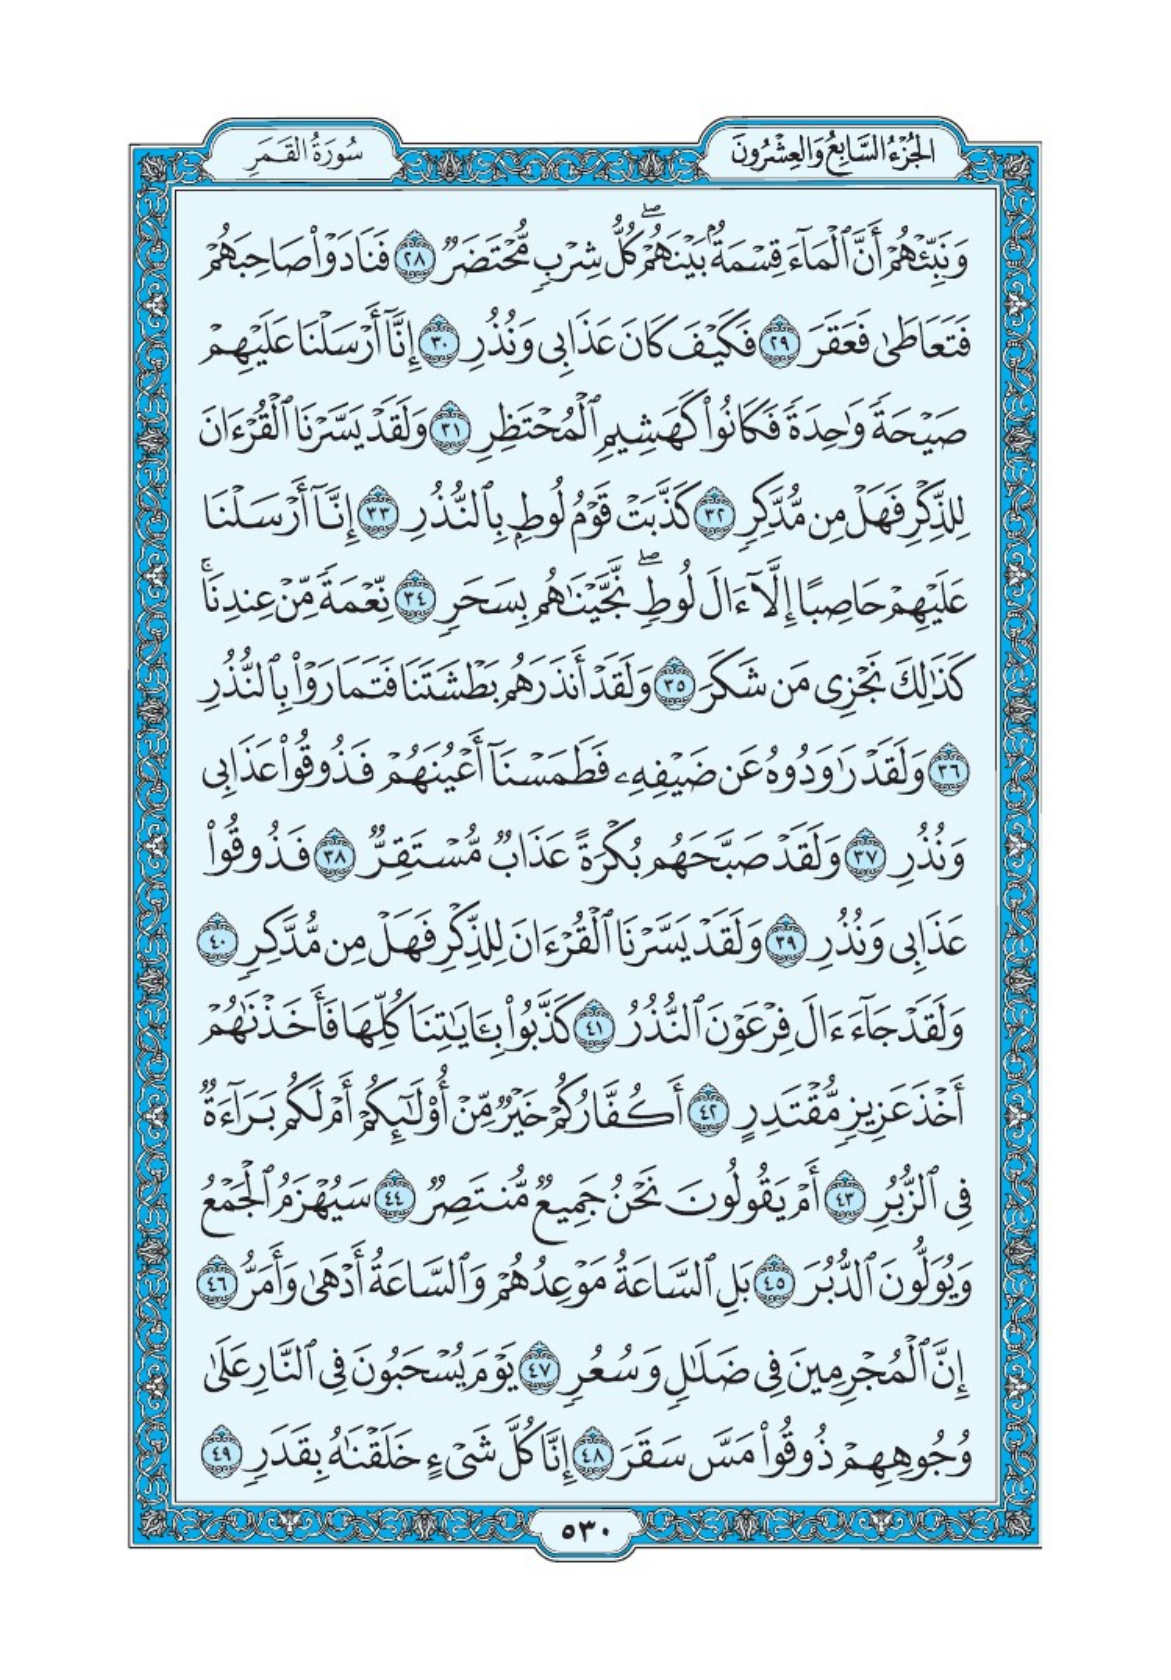 الجُزْءُ السَّابِعُ وَالعِشْرُونَ
سُورَةُ القَمَرِ
وَنَبِّئْهُمْ أَنَّ ٱلْمَآءَ قِسْمَةٌۢ بَيْنَهُمْۖ كُلُّ شِرْبٍ مُّحْتَضَرٌ ٢٨ فَنَادَوْا۟ صَاحِبَهُمْ
فَتَعَاطَىٰ فَعَقَرَ ٢٩ فَكَيْفَ كَانَ عَذَابِى وَنُذُرِ ٣٠ إِنَّآ أَرْسَلْنَا عَلَيْهِمْ
صَيْحَةً وَٰحِدَةً فَكَانُوا۟ كَهَشِيمِ ٱلْمُحْتَظِرِ ٣١ وَلَقَدْ يَسَّرْنَا ٱلْقُرْءَانَ
لِلذِّكْرِ فَهَلْ مِن مُّدَّكِرٍ ٣٢ كَذَّبَتْ قَوْمُ لُوطٍۭ بِٱلنُّذُرِ ٣٣ إِنَّآ أَرْسَلْنَا
عَلَيْهِمْ حَاصِبًا إِلَّآ ءَالَ لُوطٍۖ نَّجَّيْنَٰهُم بِسَحَرٍ ٣٤ نِّعْمَةً مِّنْ عِندِنَاۚ
كَذَٰلِكَ نَجْزِى مَن شَكَرَ ٣٥ وَلَقَدْ أَنذَرَهُم بَطْشَتَنَا فَتَمَارَوْا۟ بِٱلنُّذُرِ
٣٦ وَلَقَدْ رَٰوَدُوهُ عَن ضَيْفِهِۦ فَطَمَسْنَآ أَعْيُنَهُمْ فَذُوقُوا۟ عَذَابِى
وَنُذُرِ ٣٧ وَلَقَدْ صَبَّحَهُم بُكْرَةً عَذَابٌ مُّسْتَقِرٌّ ٣٨ فَذُوقُوا۟
عَذَابِى وَنُذُرِ ٣٩ وَلَقَدْ يَسَّرْنَا ٱلْقُرْءَانَ لِلذِّكْرِ فَهَلْ مِن مُّدَّكِرٍ ٤٠
وَلَقَدْ جَآءَ ءَالَ فِرْعَوْنَ ٱلنُّذُرُ ٤١ كَذَّبُوا۟ بِـَٔايَٰتِنَا كُلِّهَا فَأَخَذْنَٰهُمْ
أَخْذَ عَزِيزٍ مُّقْتَدِرٍ ٤٢ أَكُفَّارُكُمْ خَيْرٌ مِّنْ أُو۟لَٰٓئِكُمْ أَمْ لَكُم بَرَآءَةٌ
فِى ٱلزُّبُرِ ٤٣ أَمْ يَقُولُونَ نَحْنُ جَمِيعٌ مُّنتَصِرٌ ٤٤ سَيُهْزَمُ ٱلْجَمْعُ
وَيُوَلُّونَ ٱلدُّبُرَ ٤٥ بَلِ ٱلسَّاعَةُ مَوْعِدُهُمْ وَٱلسَّاعَةُ أَدْهَىٰ وَأَمَرُّ ٤٦
إِنَّ ٱلْمُجْرِمِينَ فِى ضَلَٰلٍ وَسُعُرٍ ٤٧ يَوْمَ يُسْحَبُونَ فِى ٱلنَّارِ عَلَىٰ
وُجُوهِهِمْ ذُوقُوا۟ مَسَّ سَقَرَ ٤٨ إِنَّا كُلَّ شَىْءٍ خَلَقْنَٰهُ بِقَدَرٍ ٤٩
٥٣٠